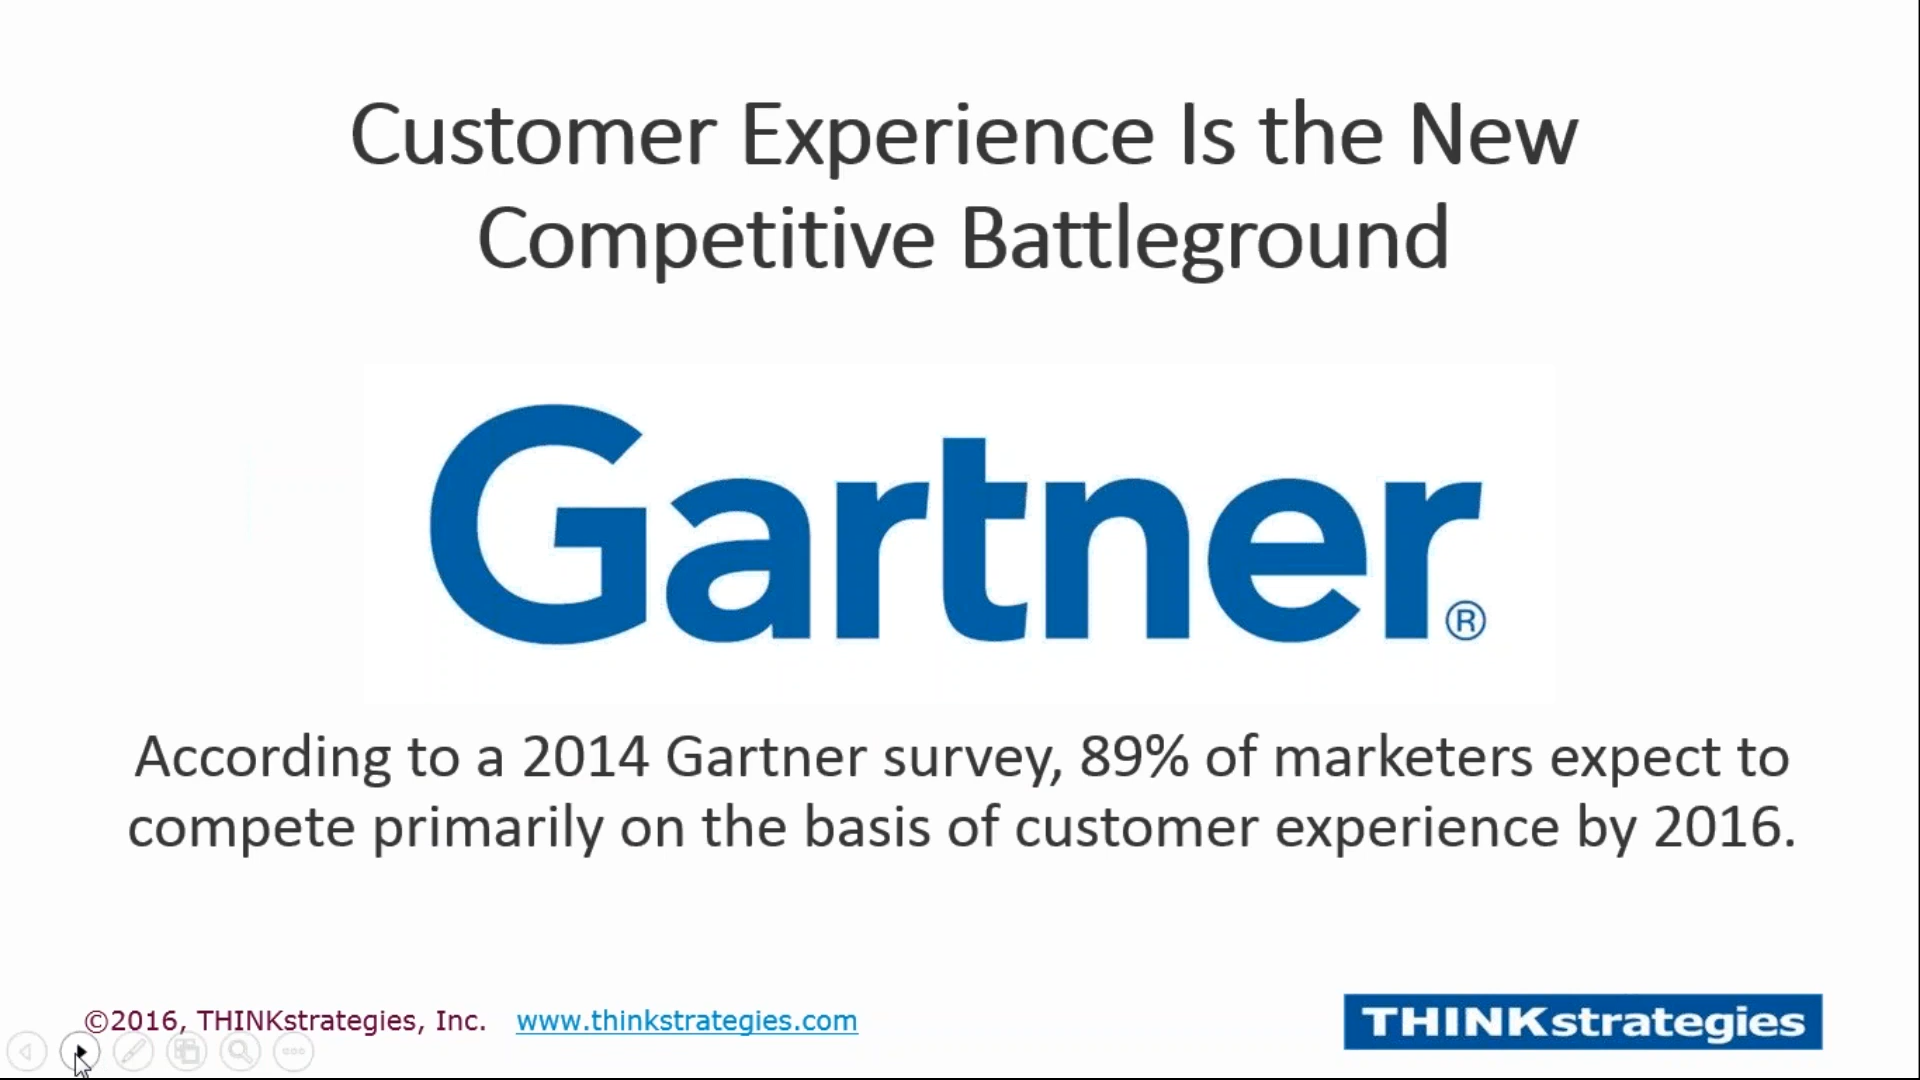 Customer Experience Is the New
Competitive Battleground
Gartner®
According to a 2014 Gartner survey, 89% of marketers expect to
compete primarily on the basis of customer experience by 2016.
©2016, THINKstrategies, Inc. www.thinkstrategies.com
THINKstrategies